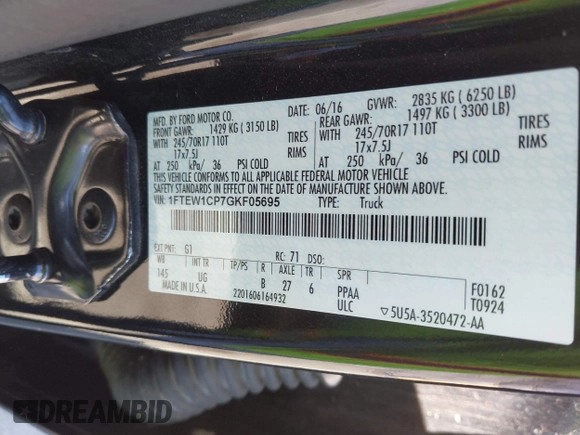 MFD. BY FORD MOTOR CO.
DATE: 06/16 GVWR: 2835 KG ( 6250 LB)
FRONT GAWR: 1429 KG ( 3150 LB) REAR GAWR: 1497 KG ( 3300 LB)
WITH 245/70R17 110T TIRES WITH 245/70R17 110T TIRES
17x7.5J RIMS 17x7.5J RIMS
AT 250 kPa/ 36 PSI COLD AT 250 kPa/ 36 PSI COLD
THIS VEHICLE CONFORMS TO ALL APPLICABLE FEDERAL MOTOR VEHICLE
SAFETY STANDARDS IN EFFECT ON THE DATE OF MANUFACTURE SHOWN ABOVE.
VIN: 1FTEW1CP7GKF05695 TYPE: Truck
EXT PNT: G1 RC: 71 DSO:
WB INT TR TP/PS R AXLE TR SPR
145 UG B 27 6 PPAA F0162
MADE IN U.S.A. 2201606164932 ULC T0924
▽5U5A-3520472-AA
DREAMBID